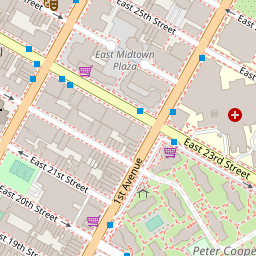 East 25th Street
East Midtown
Plaza
East 23rd Street
1st Avenue
East 21st Street
East 20th Street
East 19th Street
Peter Coope